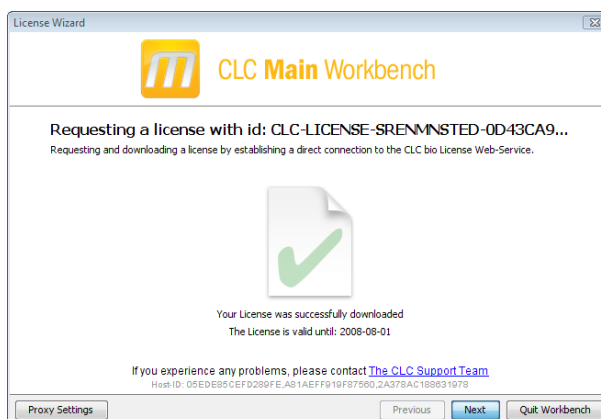 License Wizard
CLC Main Workbench
Requesting a license with id: CLC-LICENSE-SRENMNSTED-0D43CA9...
Requesting and downloading a license by establishing a direct connection to the CLC bio License Web-Service.
Your License was successfully downloaded
The License is valid until: 2008-08-01
If you experience any problems, please contact The CLC Support Team
Host-ID: 05EDE85CEFD289FE,A81AEFF919F87560,2A378AC188631978
Proxy Settings
Previous
Next
Quit Workbench